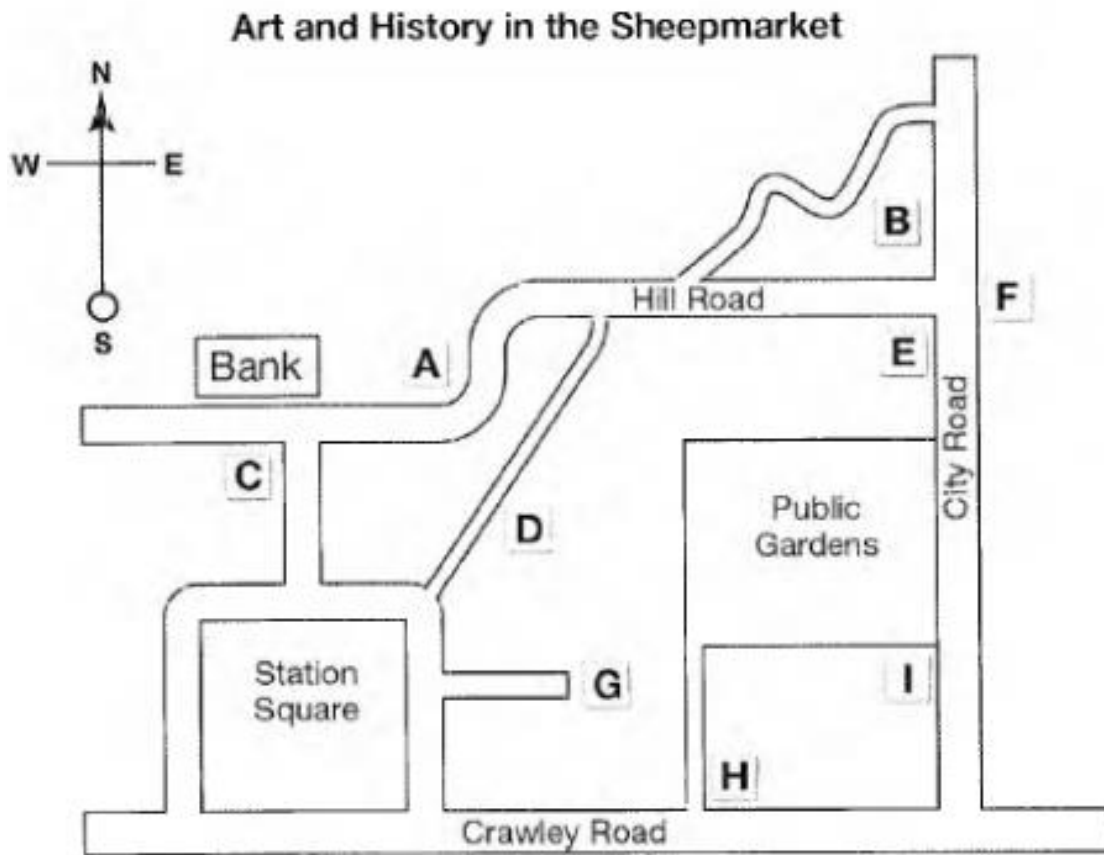 Art and History in the Sheepmarket
N
W E
S
B
Hill Road
F
A
E
Bank
C
City Road
D
Public
Gardens
Station
Square
G
I
H
Crawley Road